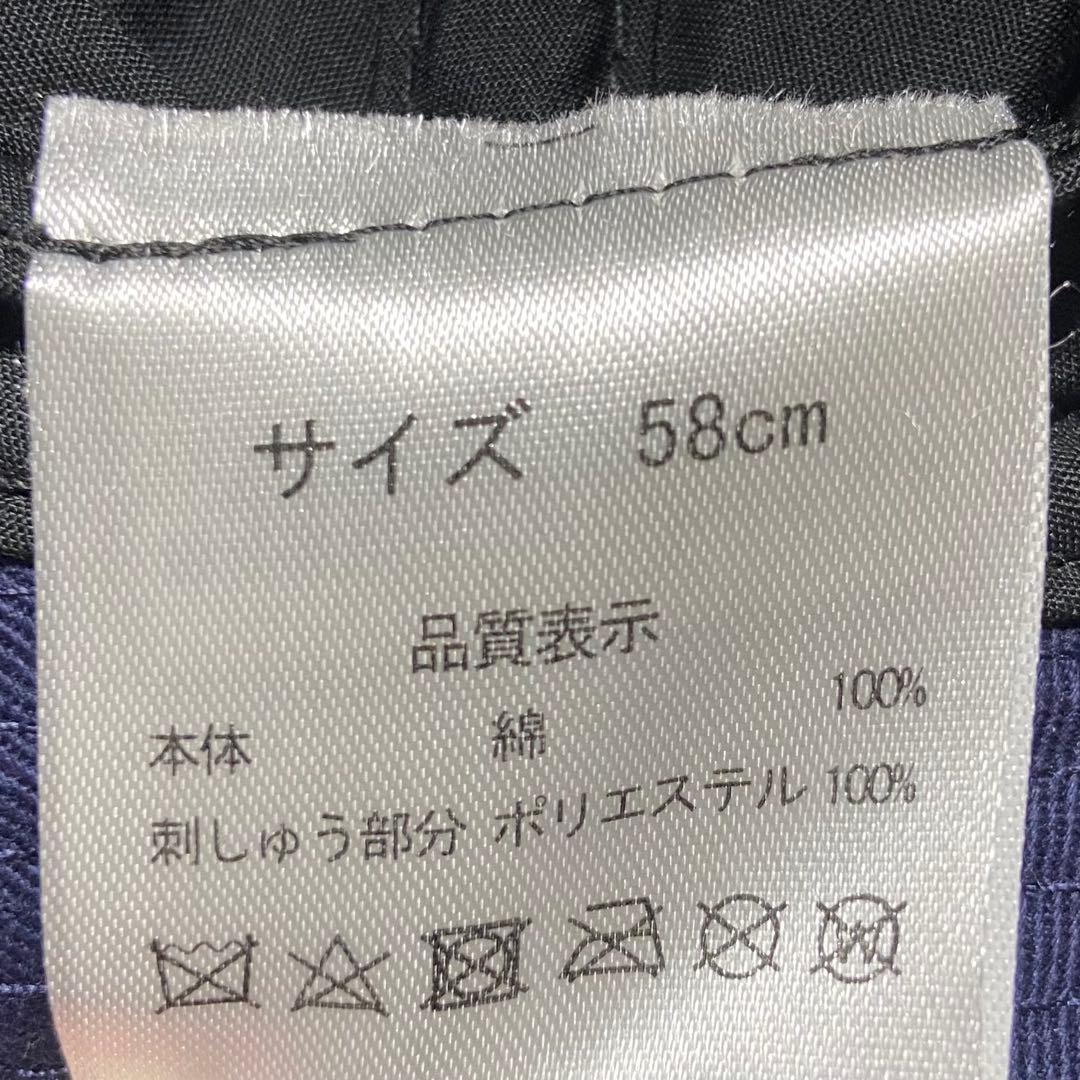 サイズ 58cm
品質表示
本体 綿 100%
刺しゅう部分 ポリエステル 100%